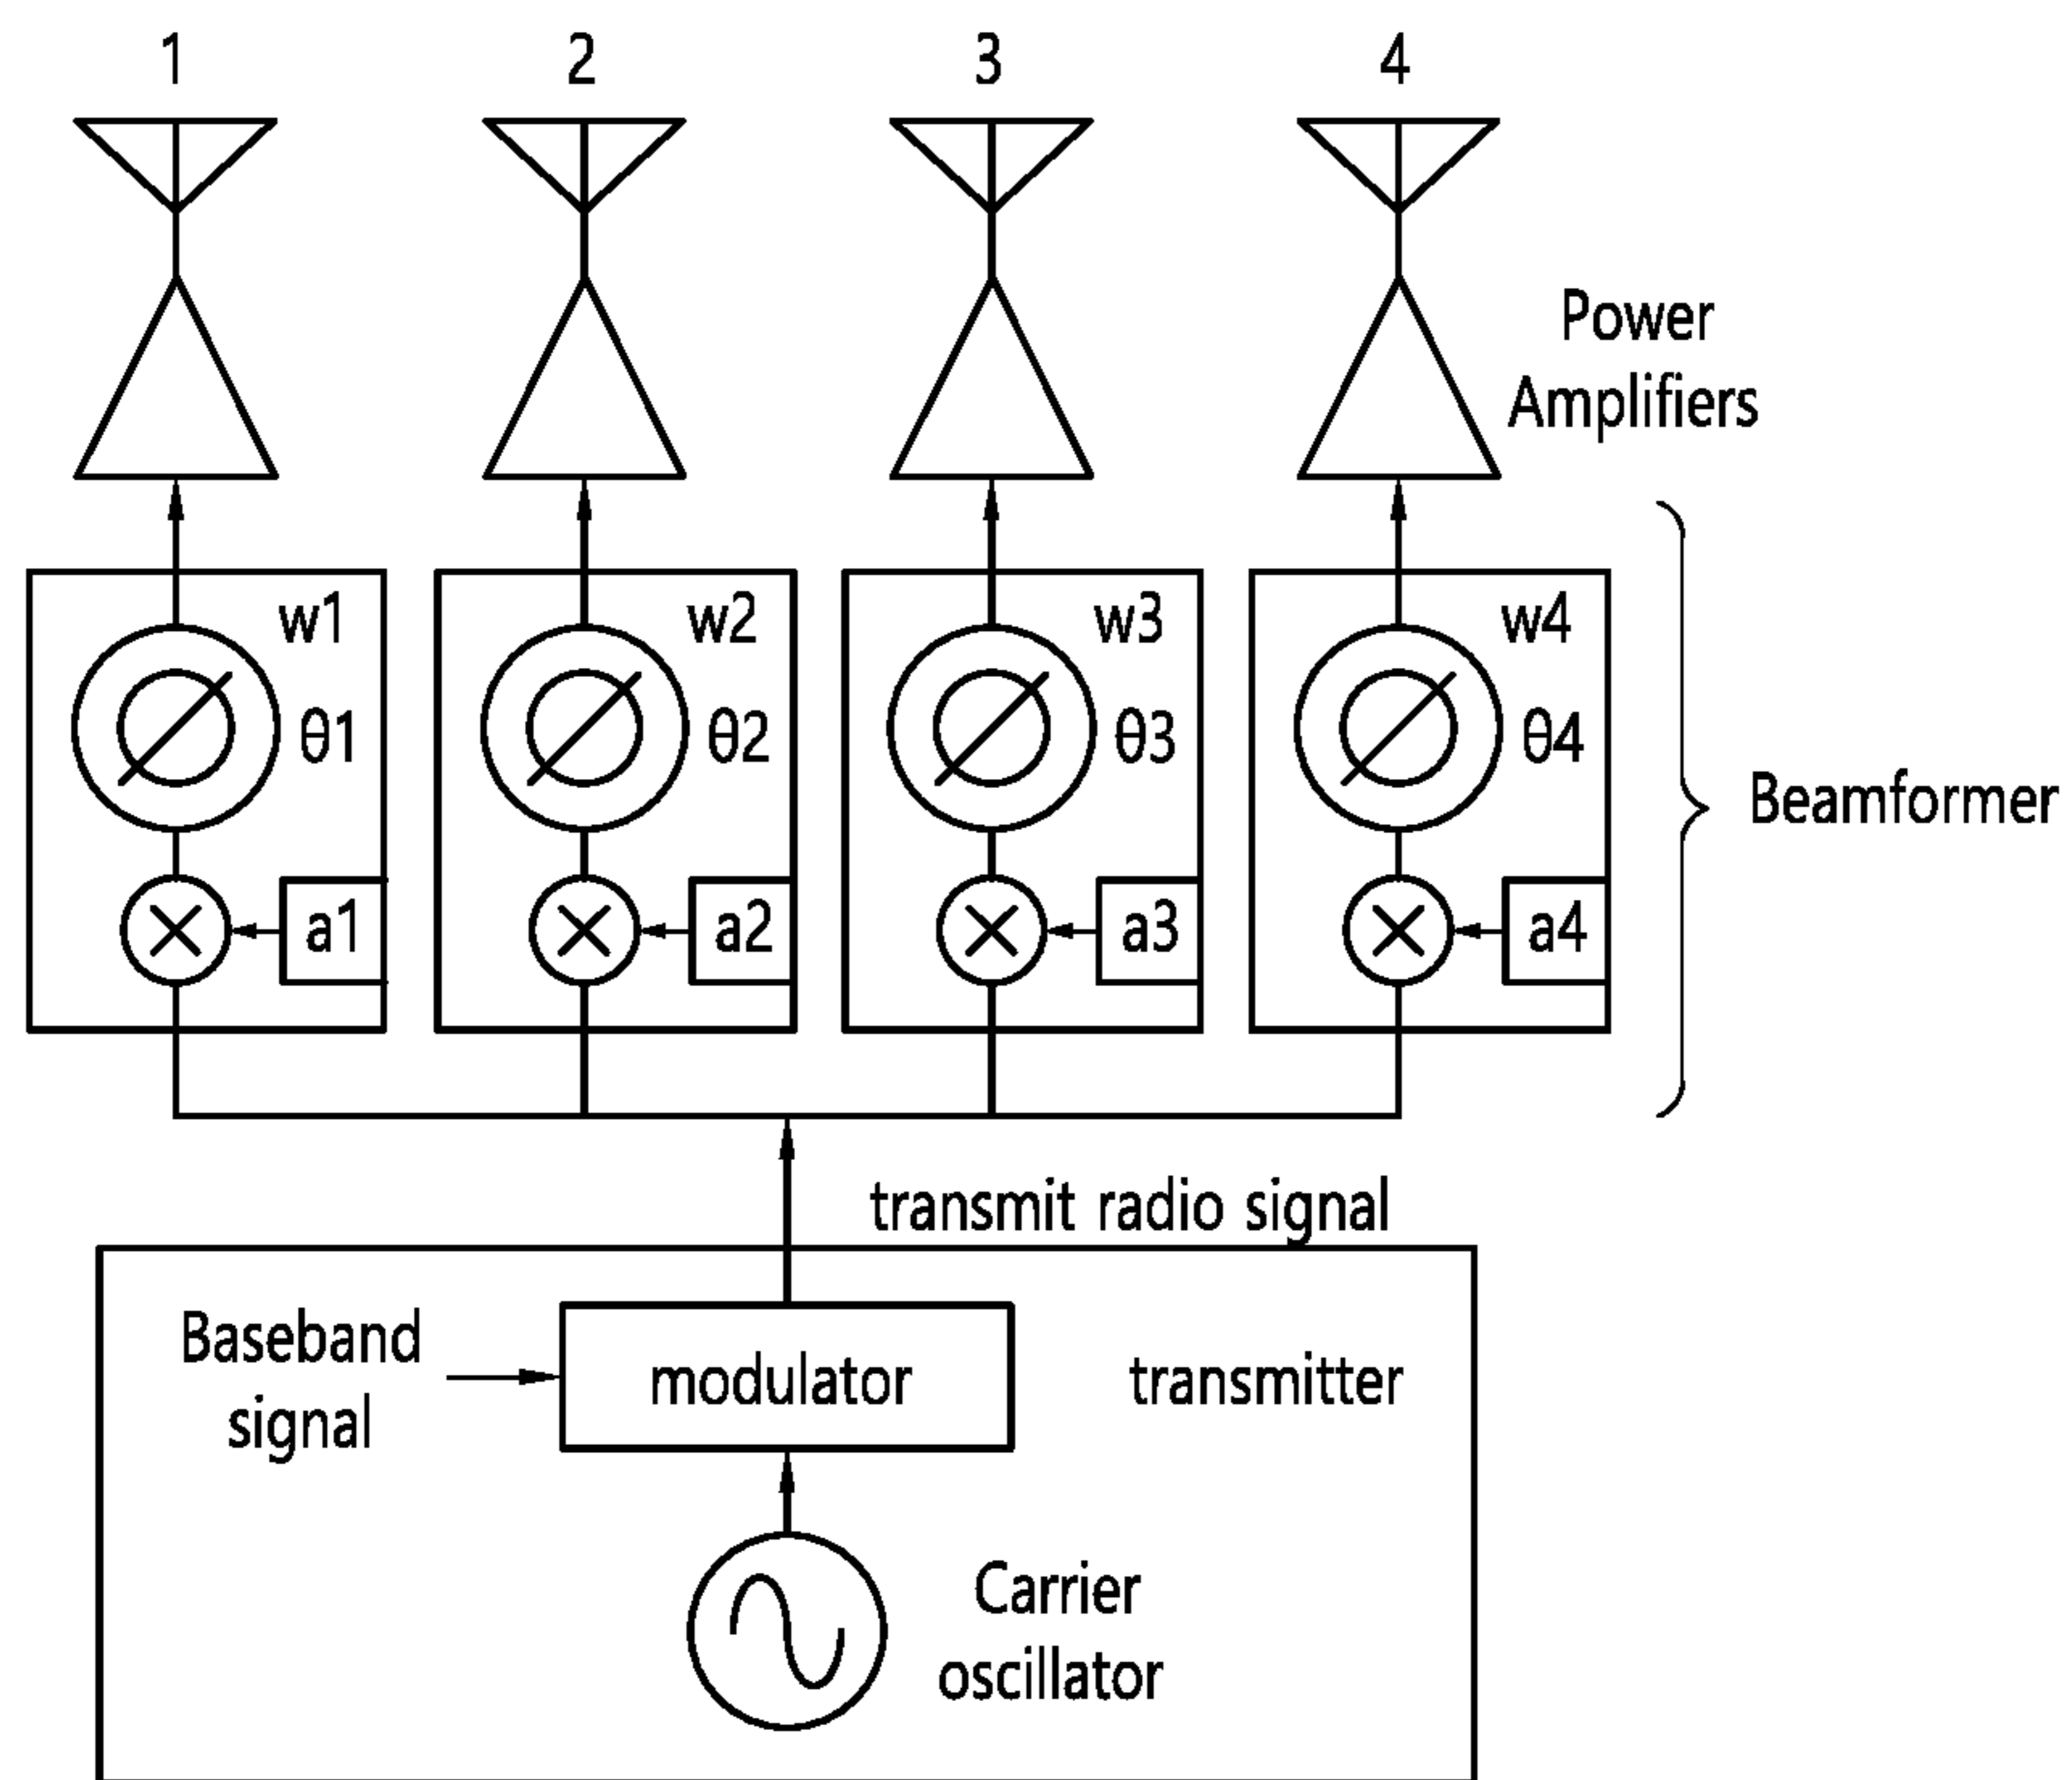 1 2 3 4
Power
Amplifiers
w1 w2 w3 w4
θ1 θ2 θ3 θ4
Beamformer
a1 a2 a3 a4
transmit radio signal
Baseband
signal
modulator
transmitter
Carrier
oscillator